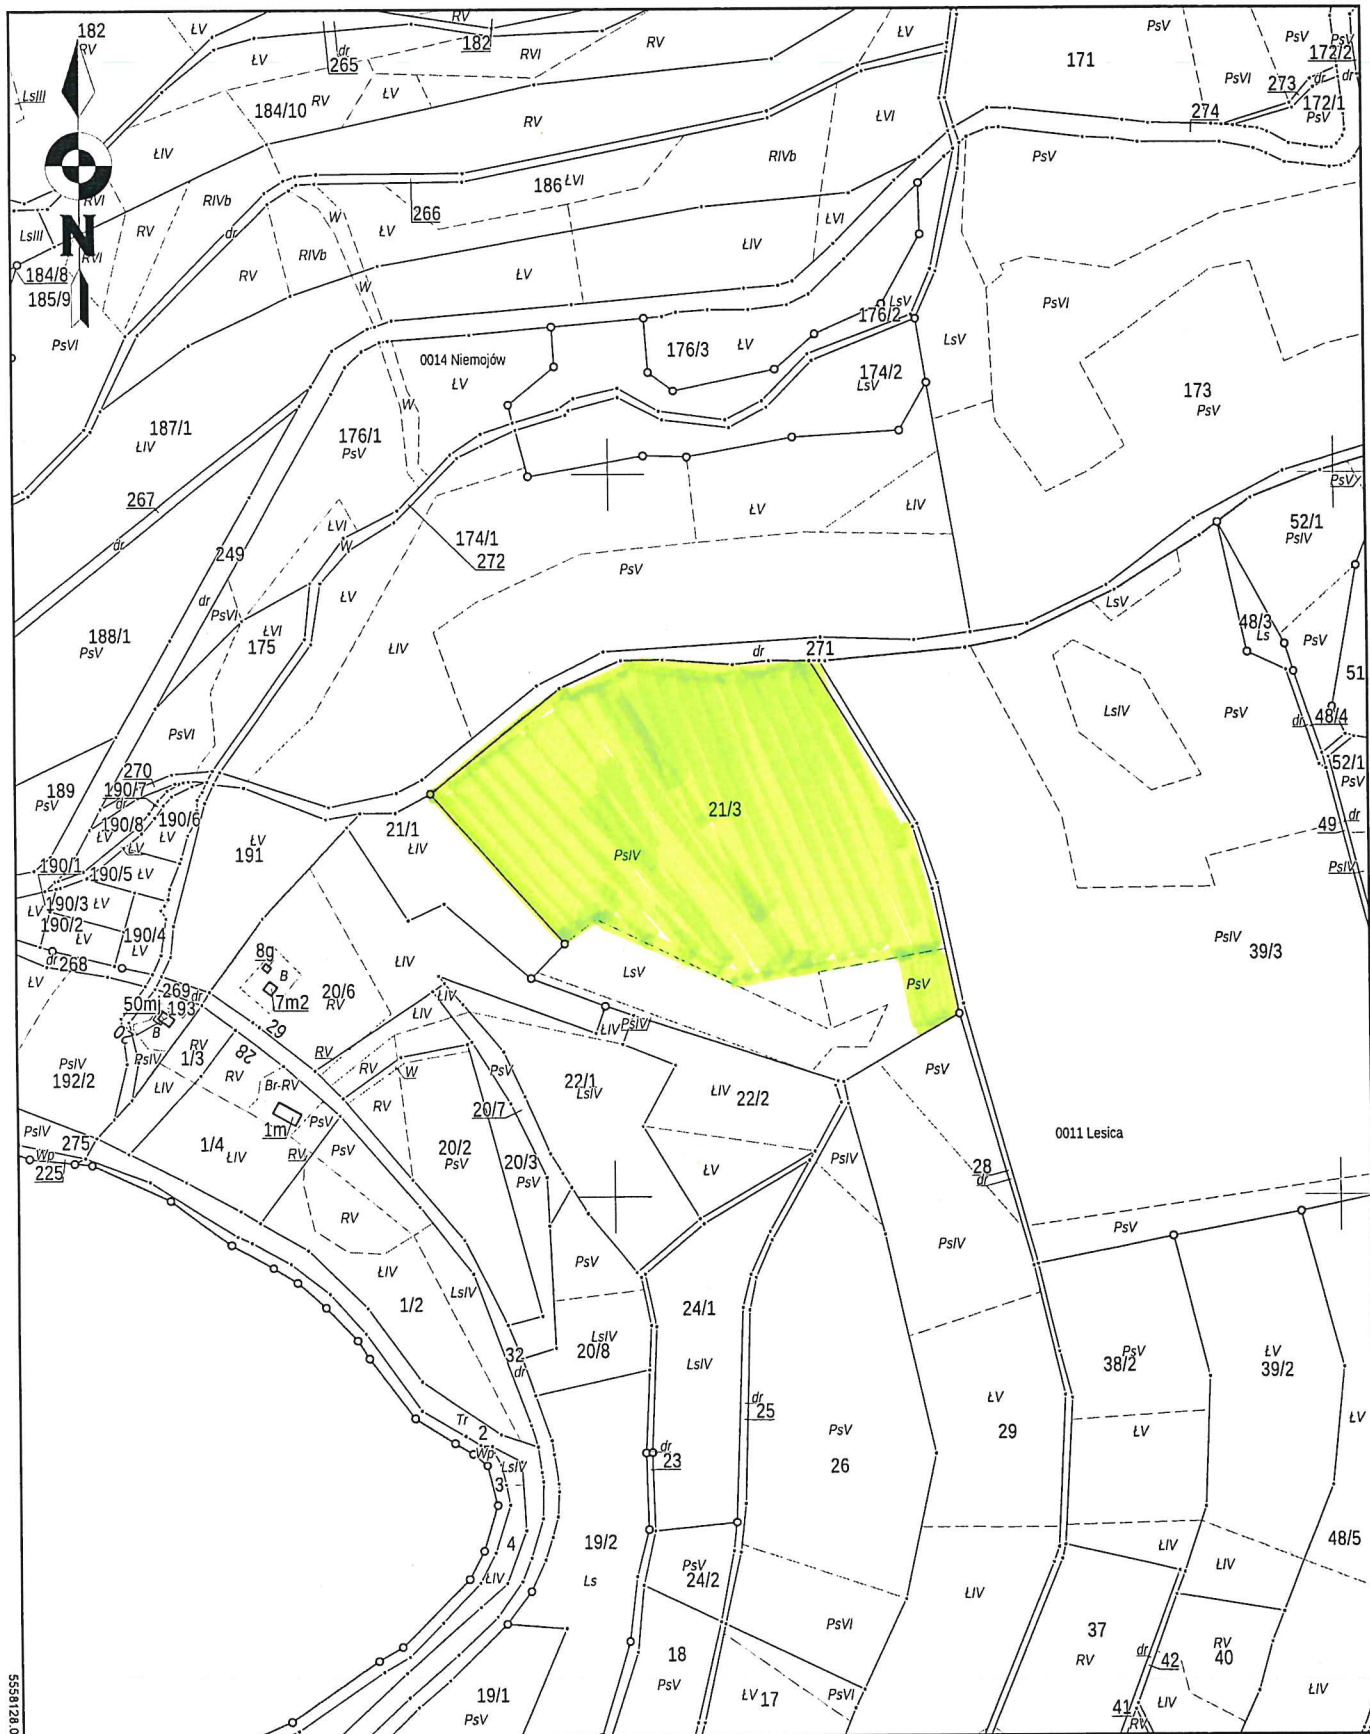 182
RV
ŁV
RV
182
dr
265
ŁV
RVI
RV
171
PsV
PsV
PsV
172/2
LsIII
184/10
RV
ŁV
RV
ŁVI
PsVI
273
dr
dr
172/1
PsV
274
ŁIV
RIVb
PsV
RVI
RIVb
186
ŁVI
LsIII
RV
dr
W
266
ŁVI
N
RVI
RIVb
ŁV
ŁIV
184/8
RV
W
ŁV
185/9
PsVI
LsV
176/2
PsVI
LsV
0014 Niemojów
ŁV
176/3
ŁV
174/2
LsV
173
PsV
187/1
ŁIV
176/1
PsV
W
PsV
267
ŁV
ŁIV
52/1
PsIV
ŁVI
W
174/1
272
dr
249
PsV
dr
PsVI
ŁV
LsV
188/1
PsV
ŁVI
175
ŁIV
48/3
Ls
PsV
dr
271
51
LsIV
PsV
dr
48/4
PsVI
52/1
PsV
270
189
PsV
190/7
dr
190/8
ŁV
190/6
ŁV
21/1
21/3
49
dr
ŁV
ŁV
191
ŁIV
PsIV
190/1
190/5
ŁV
PsIV
190/3
ŁV
ŁV
190/2
ŁV
190/4
ŁV
PsIV
39/3
dr
268
8g
B
ŁIV
LsV
ŁV
7m2
20/6
RV
ŁIV
PsV
269
dr
50mj
193
B
29
ŁIV
PsIV
RV
1/3
28
PsIV
PsIV
192/2
ŁIV
RV
RV
RV
W
PsV
22/1
LsIV
ŁIV
22/2
PsV
Br-RV
RV
20/7
PsIV
275
1m
PsV
0011 Lesica
1/4
ŁIV
RV
PsV
20/2
PsV
20/3
PsV
ŁV
PsIV
28
dr
Wp
225
RV
PsIV
PsV
ŁIV
PsV
1/2
LsIV
24/1
LsIV
20/8
LsIV
32
dr
38/2
PsV
ŁV
39/2
Tr
2
dr
25
ŁV
29
ŁV
ŁV
PsV
26
Wp
LsIV
dr
23
3
4
19/2
48/5
ŁIV
ŁIV
ŁIV
Ls
PsV
24/2
ŁIV
PsVI
37
RV
RV
40
18
dr
42
PsV
19/1
PsV
ŁV
17
PsVI
41
RV
ŁIV
ŁIV
5558128.0